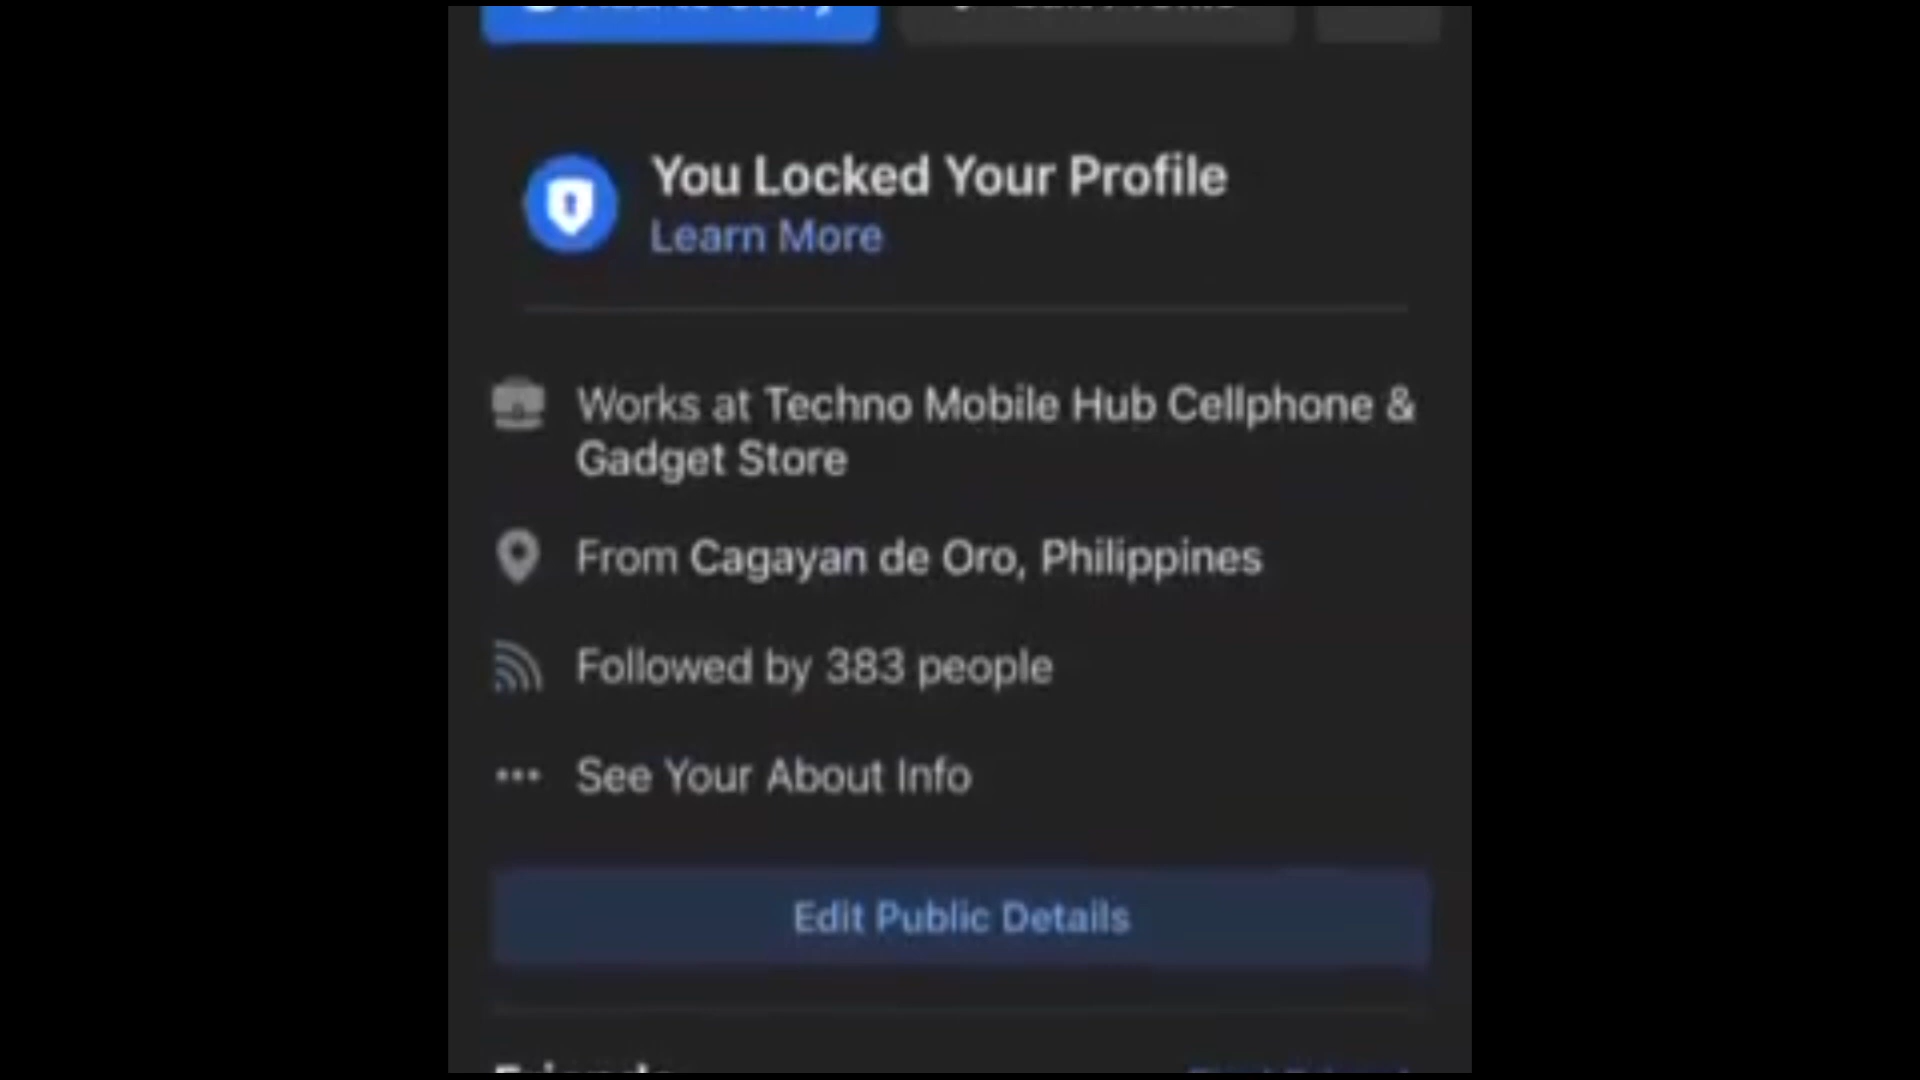 You Locked Your Profile
Learn More
Works at Techno Mobile Hub Cellphone &
Gadget Store
From Cagayan de Oro, Philippines
Followed by 383 people
See Your About Info
Edit Public Details